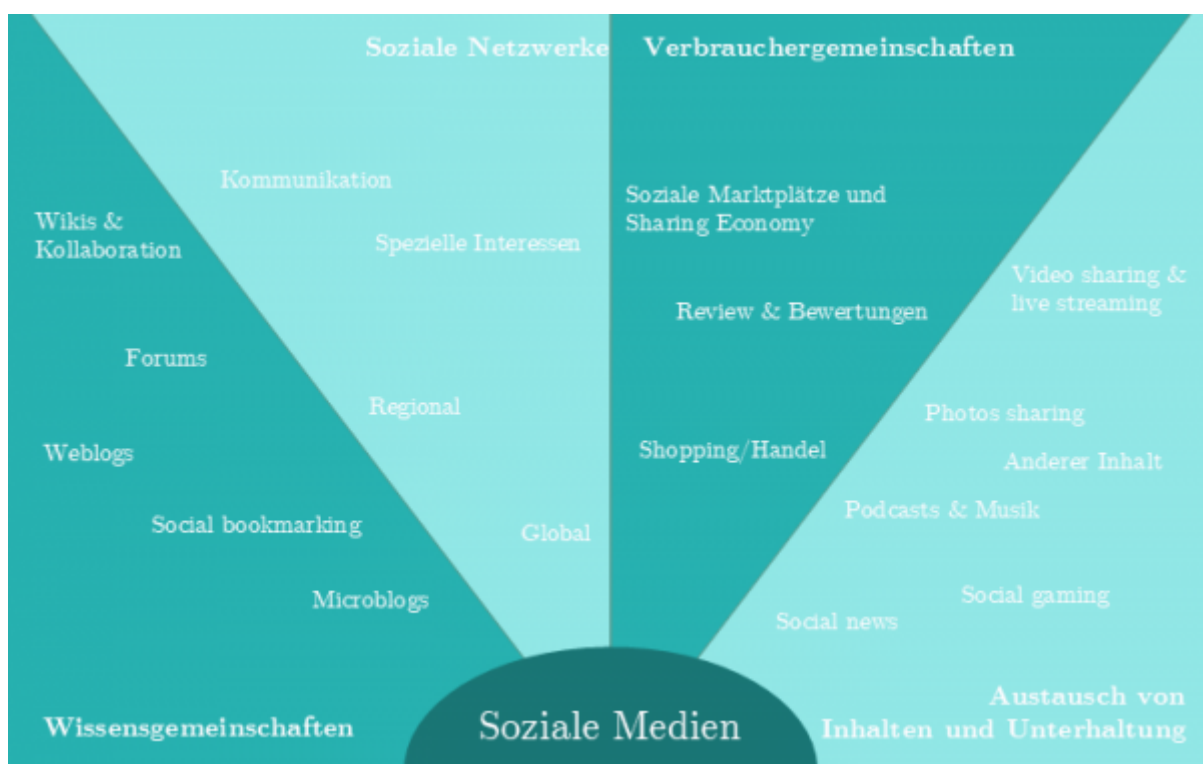 Soziale Netzwerke
Verbrauchergemeinschaften
Kommunikation
Spezielle Interessen
Regional
Global
Soziale Marktplätze und
Sharing Economy
Review & Bewertungen
Shopping/Handel
Wikis &
Kollaboration
Forums
Weblogs
Social bookmarking
Microblogs
Wissensgemeinschaften
Video sharing &
live streaming
Photos sharing
Anderer Inhalt
Podcasts & Musik
Social gaming
Social news
Austausch von
Inhalten und Unterhaltung
Soziale Medien